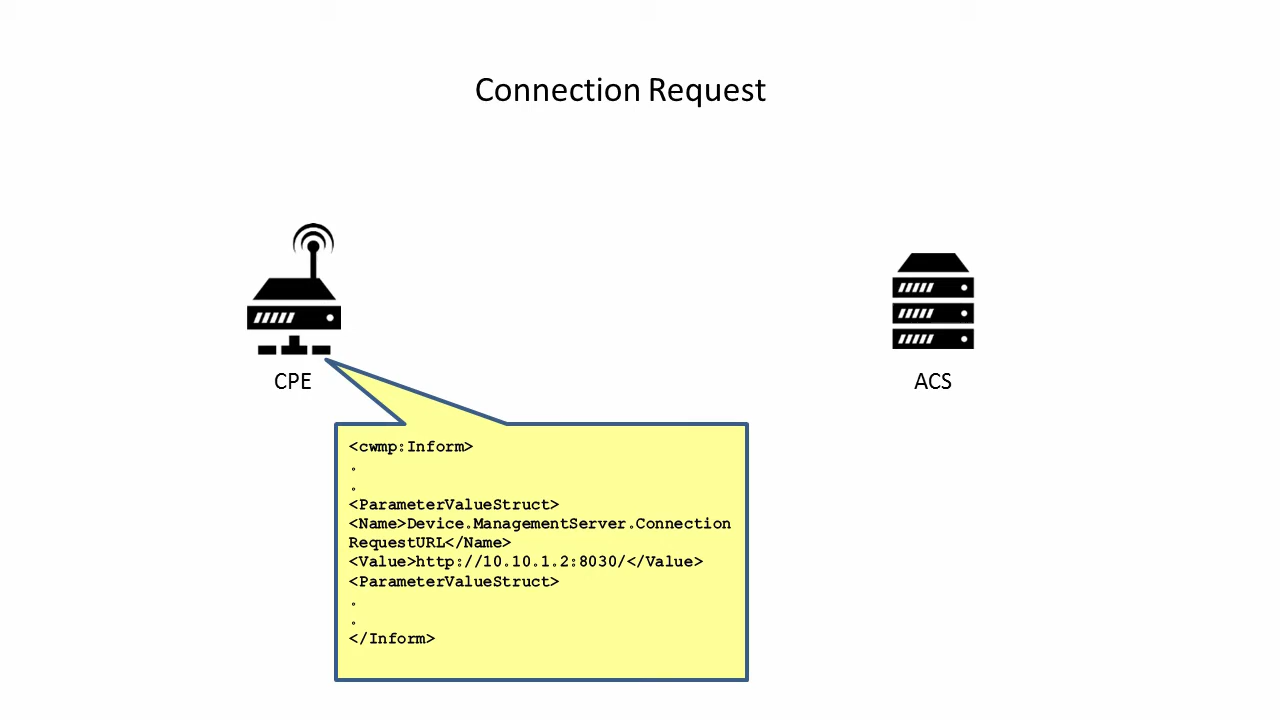 Connection Request
CPE
ACS
<cwmp:Inform>
.
.
<ParameterValueStruct>
<Name>Device.ManagementServer.Connection
RequestURL</Name>
<Value>http://10.10.1.2:8030/</Value>
<ParameterValueStruct>
.
.
</Inform>